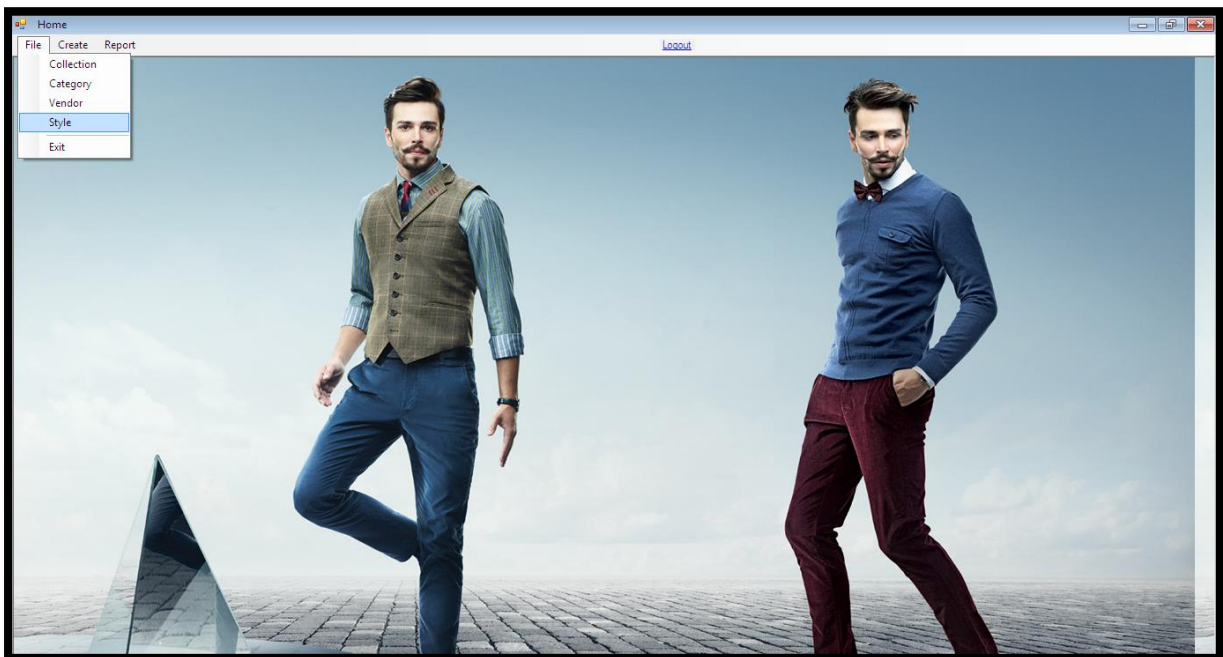 Home
File Create Report Logout
Collection
Category
Vendor
Style
Exit